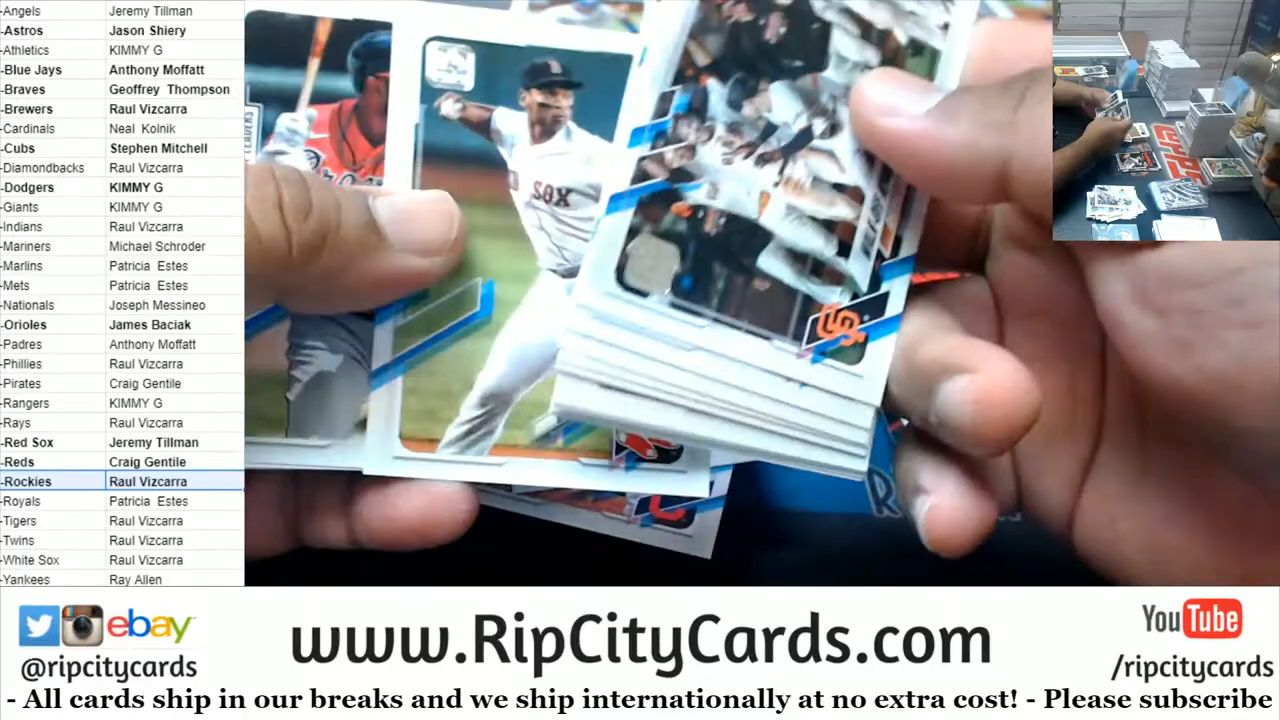 -Angels Jeremy Tillman
-Astros Jason Shiery
-Athletics KIMMY G
-Blue Jays Anthony Moffatt
-Braves Geoffrey Thompson
-Brewers Raul Vizcarra
-Cardinals Neal Kolnik
-Cubs Stephen Mitchell
-Diamondbacks Raul Vizcarra
-Dodgers KIMMY G
-Giants KIMMY G
-Indians Raul Vizcarra
-Mariners Michael Schroder
-Marlins Patricia Estes
-Mets Patricia Estes
-Nationals Joseph Messineo
-Orioles James Baciak
-Padres Anthony Moffatt
-Phillies Raul Vizcarra
-Pirates Craig Gentile
-Rangers KIMMY G
-Rays Raul Vizcarra
-Red Sox Jeremy Tillman
-Reds Craig Gentile
-Rockies Raul Vizcarra
-Royals Patricia Estes
-Tigers Raul Vizcarra
-Twins Raul Vizcarra
-White Sox Raul Vizcarra
-Yankees Ray Allen
LEADERS
SOX
SF
C
topps
ebay
@ripcitycards
www.RipCityCards.com
YouTube
/ripcitycards
- All cards ship in our breaks and we ship internationally at no extra cost! - Please subscribe